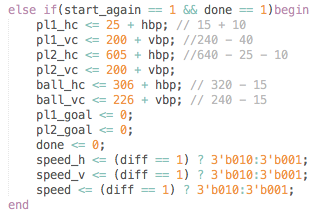 else if(start_again == 1 && done == 1)begin
pl1_hc <= 25 + hbp; // 15 + 10
pl1_vc <= 200 + vbp; //240 - 40
pl2_hc <= 605 + hbp; //640 - 25 - 10
pl2_vc <= 200 + vbp;
ball_hc <= 306 + hbp; // 320 - 15
ball_vc <= 226 + vbp; // 240 - 15
pl1_goal <= 0;
pl2_goal <= 0;
done <= 0;
speed_h <= (diff == 1) ? 3'b010:3'b001;
speed_v <= (diff == 1) ? 3'b010:3'b001;
speed <= (diff == 1) ? 3'b010:3'b001;
end